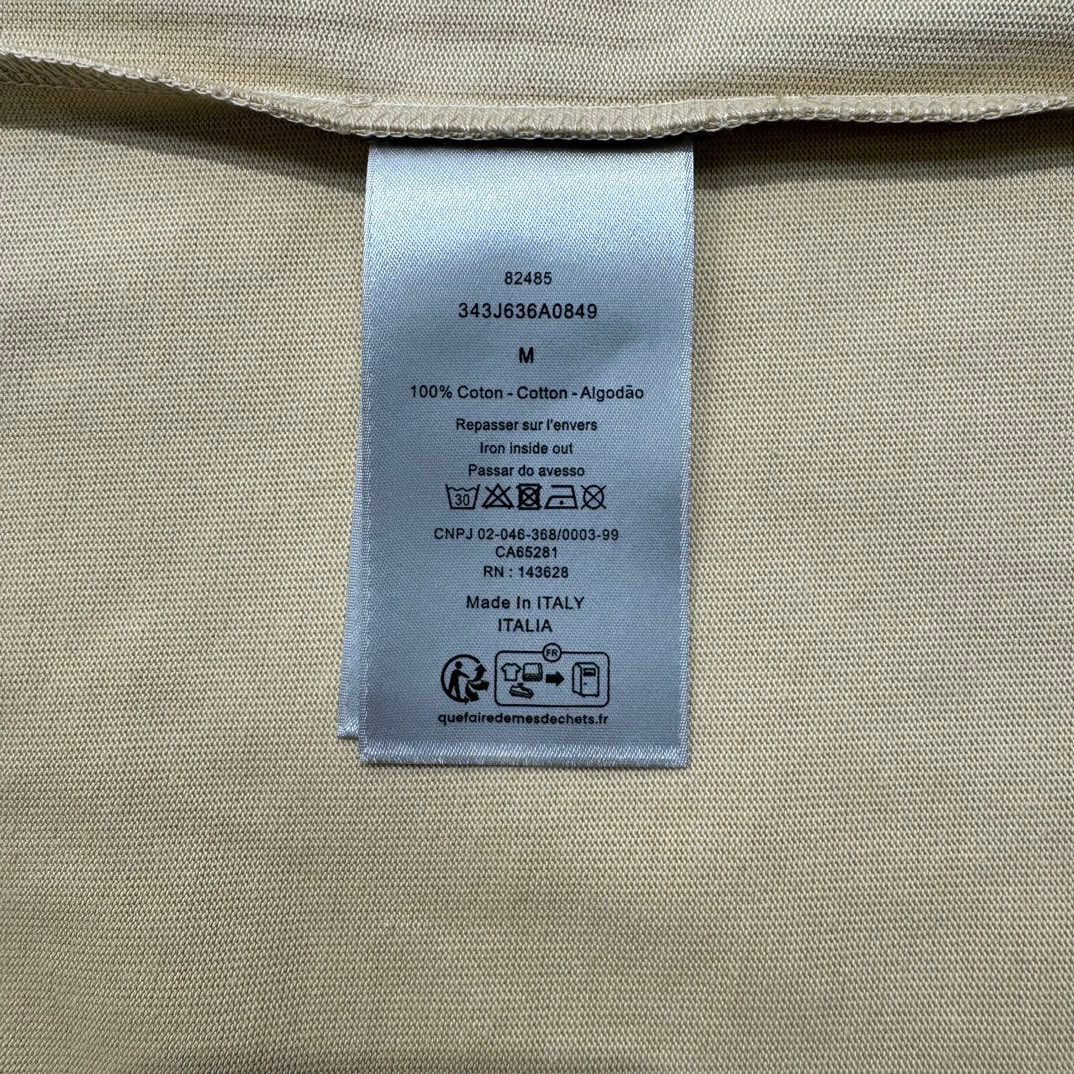 82485
343J636A0849
M
100% Coton - Cotton - Algodão
Repasser sur l'envers
Iron inside out
Passar do avesso
30
CNPJ 02-046-368/0003-99
CA65281
RN : 143628
Made In ITALY
ITALIA
FR
quefairedemesdechets.fr